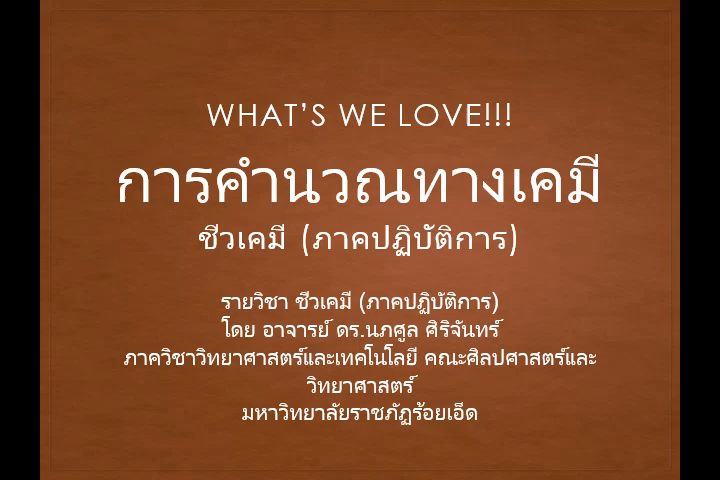 WHAT’S WE LOVE!!!
การคำนวณทางเคมี
ชีวเคมี (ภาคปฏิบัติการ)
รายวิชา ชีวเคมี (ภาคปฏิบัติการ)
โดย อาจารย์ ดร.นภศูล ศิริจันทร์
ภาควิชาวิทยาศาสตร์และเทคโนโลยี คณะศิลปศาสตร์และ
วิทยาศาสตร์
มหาวิทยาลัยราชภัฏร้อยเอ็ด